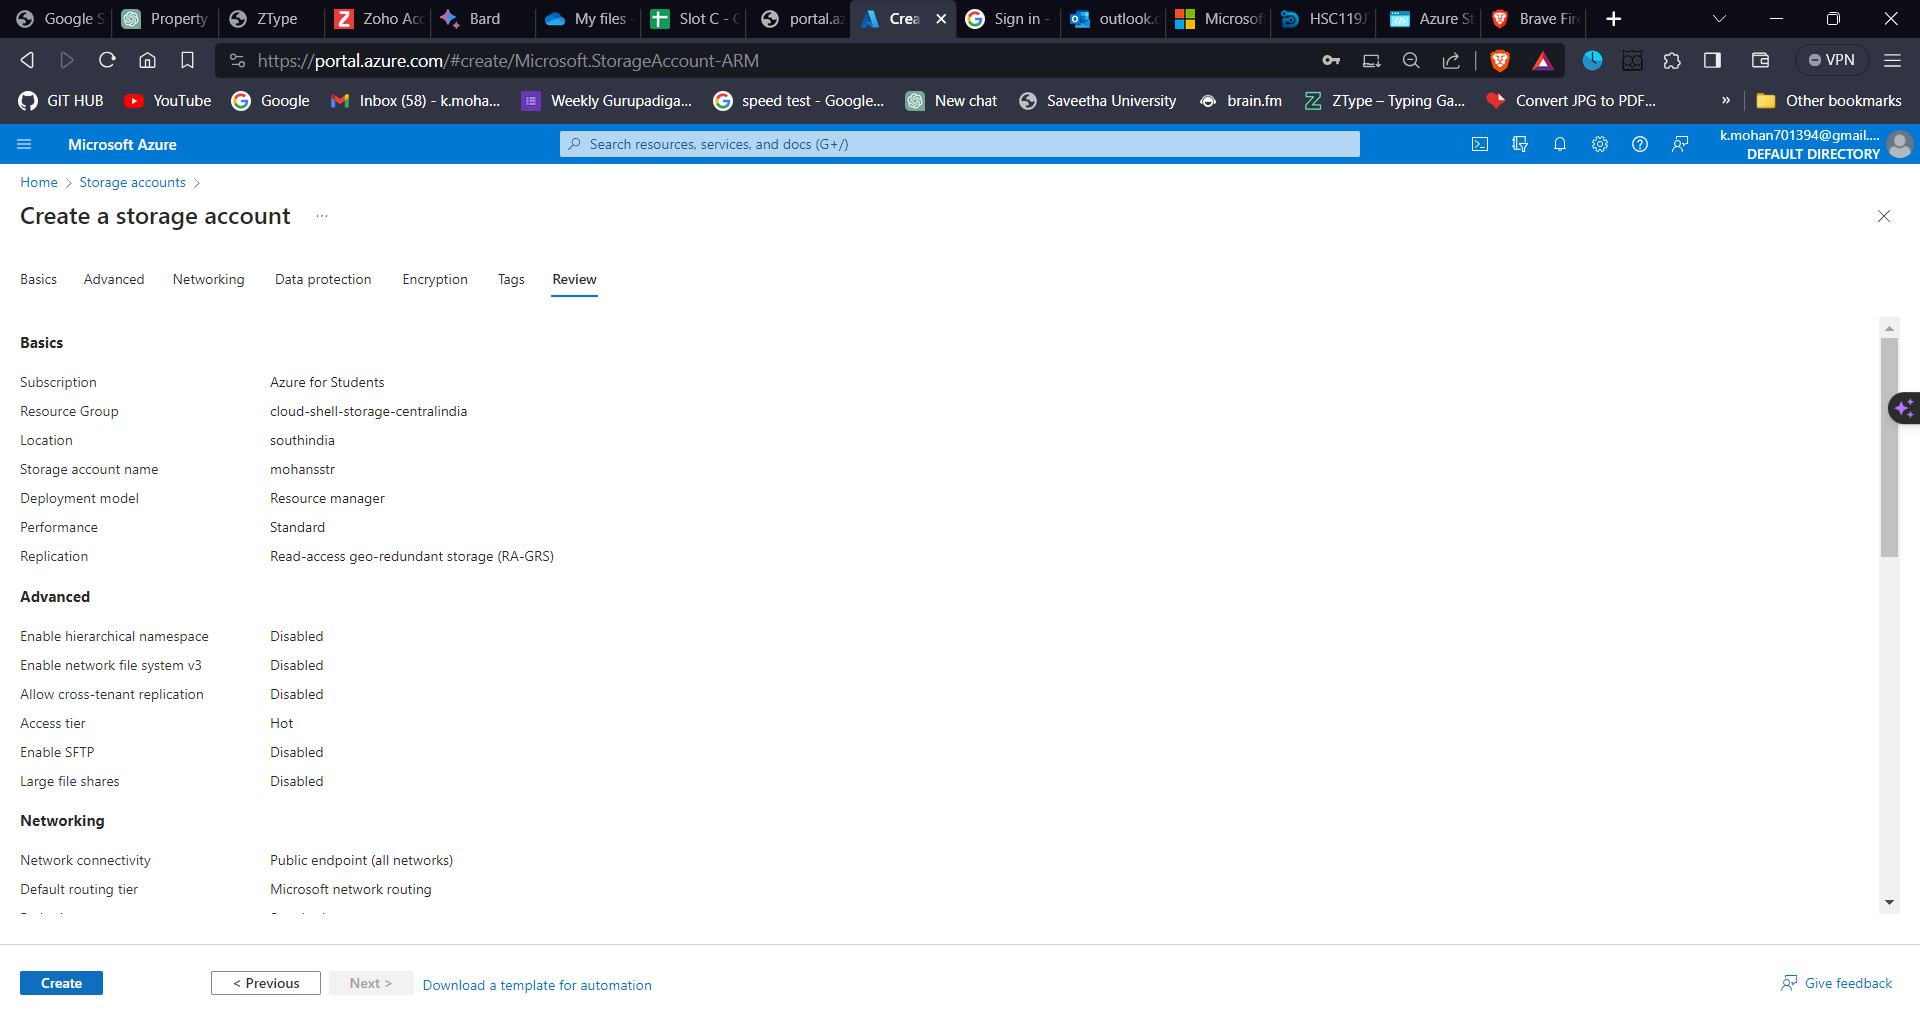 Google S
Property
ZType
Zoho Acc
Bard
My files -
Slot C - G
portal.az
Crea
Sign in -
outlook.c
Microsof
HSC119J
Azure St
Brave Fire
https://portal.azure.com/#create/Microsoft.StorageAccount-ARM
VPN
GIT HUB
YouTube
Google
Inbox (58) - k.moha...
Weekly Gurupadiga...
speed test - Google...
New chat
Saveetha University
brain.fm
ZType – Typing Ga...
Convert JPG to PDF...
»
Other bookmarks
Microsoft Azure
Search resources, services, and docs (G+/)
k.mohan701394@gmail....
DEFAULT DIRECTORY
Home > Storage accounts >
Create a storage account ...
Basics Advanced Networking Data protection Encryption Tags Review
Basics
Subscription Azure for Students
Resource Group cloud-shell-storage-centralindia
Location southindia
Storage account name mohansstr
Deployment model Resource manager
Performance Standard
Replication Read-access geo-redundant storage (RA-GRS)
Advanced
Enable hierarchical namespace Disabled
Enable network file system v3 Disabled
Allow cross-tenant replication Disabled
Access tier Hot
Enable SFTP Disabled
Large file shares Disabled
Networking
Network connectivity Public endpoint (all networks)
Default routing tier Microsoft network routing
Create
< Previous
Next >
Download a template for automation
Give feedback